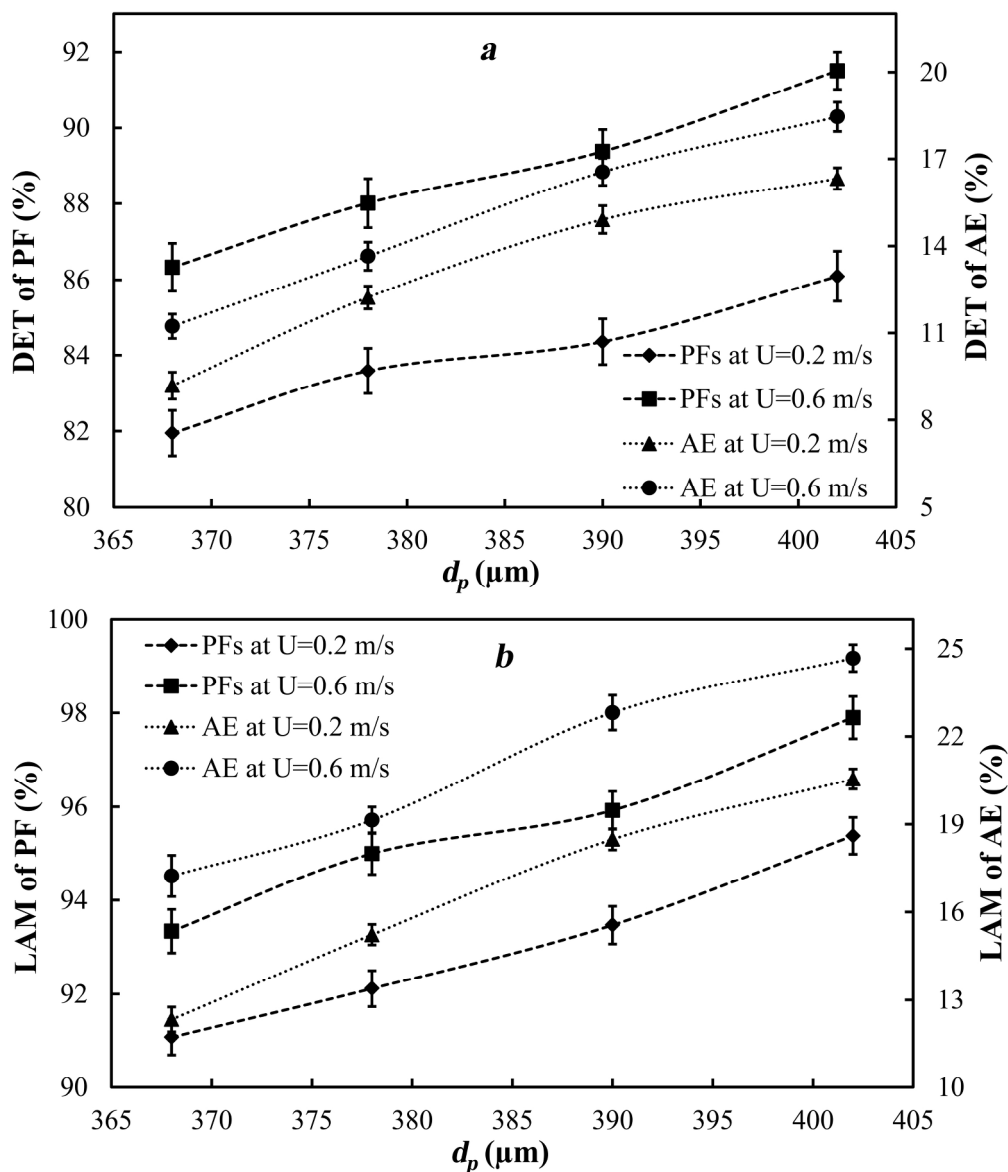 a
92
90
88
86
84
82
80
DET of PF (%)
20
17
14
11
8
5
DET of AE (%)
PFs at U=0.2 m/s
PFs at U=0.6 m/s
AE at U=0.2 m/s
AE at U=0.6 m/s
365 370 375 380 385 390 395 400 405
dp (µm)
b
100
98
96
94
92
90
LAM of PF (%)
25
22
19
16
13
10
LAM of AE (%)
PFs at U=0.2 m/s
PFs at U=0.6 m/s
AE at U=0.2 m/s
AE at U=0.6 m/s
365 370 375 380 385 390 395 400 405
dp (µm)